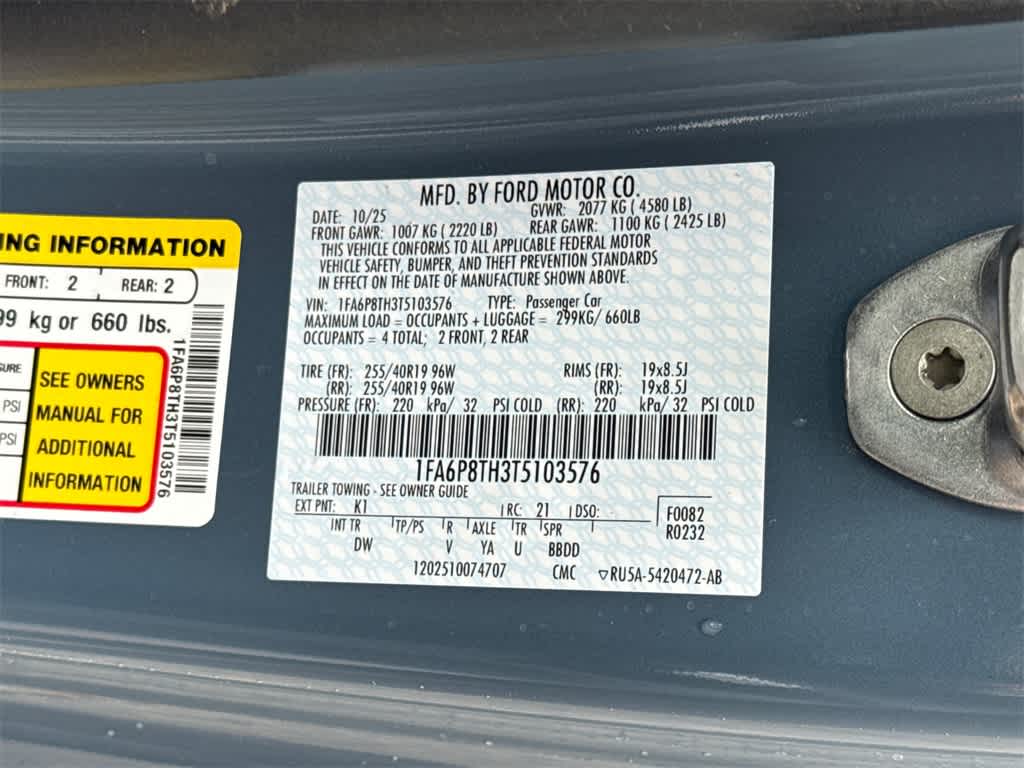 ING INFORMATION
FRONT: 2 REAR: 2
99 kg or 660 lbs.
SURE
PSI
PSI
SEE OWNERS
MANUAL FOR
ADDITIONAL
INFORMATION
1FA6P8TH3T5103576
MFD. BY FORD MOTOR CO.
DATE: 10/25 GVWR: 2077 KG ( 4580 LB)
FRONT GAWR: 1007 KG ( 2220 LB) REAR GAWR: 1100 KG ( 2425 LB)
THIS VEHICLE CONFORMS TO ALL APPLICABLE FEDERAL MOTOR
VEHICLE SAFETY, BUMPER, AND THEFT PREVENTION STANDARDS
IN EFFECT ON THE DATE OF MANUFACTURE SHOWN ABOVE.
VIN: 1FA6P8TH3T5103576 TYPE: Passenger Car
MAXIMUM LOAD = OCCUPANTS + LUGGAGE = 299KG/ 660LB
OCCUPANTS = 4 TOTAL; 2 FRONT, 2 REAR
TIRE (FR): 255/40R19 96W RIMS (FR): 19x8.5J
(RR): 255/40R19 96W (RR): 19x8.5J
PRESSURE (FR): 220 kPa/ 32 PSI COLD (RR): 220 kPa/ 32 PSI COLD
1FA6P8TH3T5103576
TRAILER TOWING - SEE OWNER GUIDE
EXT PNT: K1 RC: 21 DSO: F0082
INT TR TP/PS R AXLE TR SPR R0232
DW V YA U BBDD
1202510074707 CMC ▽RU5A-5420472-AB